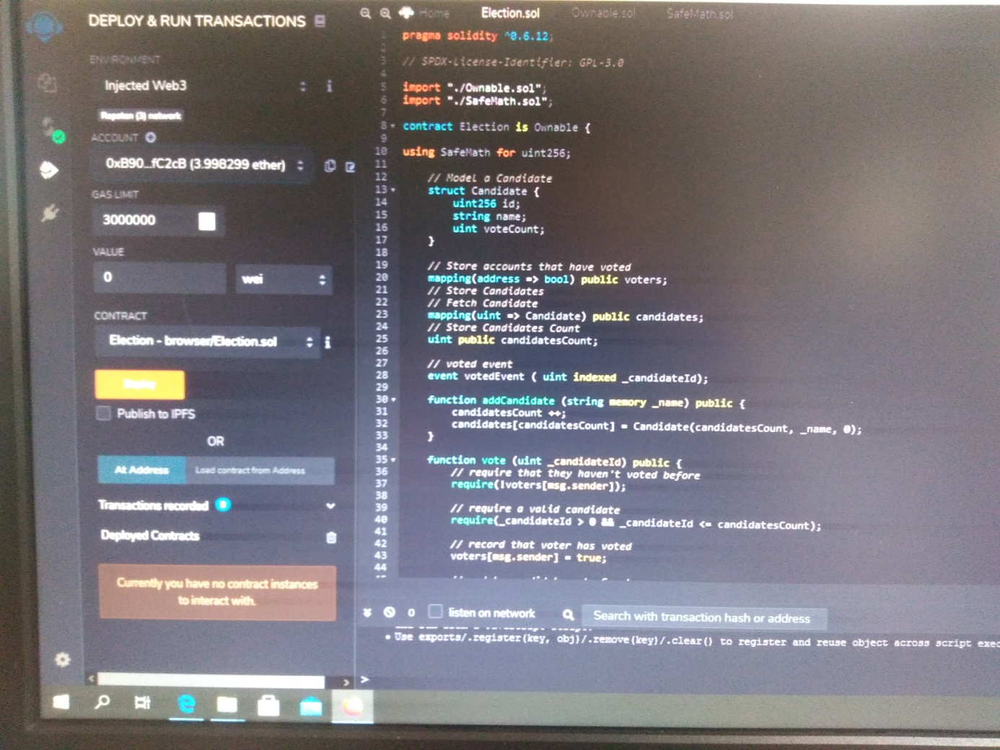 DEPLOY & RUN TRANSACTIONS
ENVIRONMENT
Injected Web3
Ropsten (3) network
ACCOUNT
0xB90...fC2cB (3.998299 ether)
GAS LIMIT
3000000
VALUE
0
wei
CONTRACT
Election - browser/Election.sol
Deploy
Publish to IPFS
OR
At Address
Load contract from Address
Transactions recorded 0
Deployed Contracts
Currently you have no contract instances
to interact with.
Home Election.sol Ownable.sol SafeMath.sol
1 pragma solidity ^0.6.12;
2
3 // SPDX-License-Identifier: GPL-3.0
4
5 import "./Ownable.sol";
6 import "./SafeMath.sol";
7
8 contract Election is Ownable {
9
10 using SafeMath for uint256;
11
12 // Model a Candidate
13 struct Candidate {
14 uint256 id;
15 string name;
16 uint voteCount;
17 }
18
19 // Store accounts that have voted
20 mapping(address => bool) public voters;
21 // Store Candidates
22 // Fetch Candidate
23 mapping(uint => Candidate) public candidates;
24 // Store Candidates Count
25 uint public candidatesCount;
26
27 // voted event
28 event votedEvent ( uint indexed _candidateId);
29
30 function addCandidate (string memory _name) public {
31 candidatesCount ++;
32 candidates[candidatesCount] = Candidate(candidatesCount, _name, 0);
33 }
34
35 function vote (uint _candidateId) public {
36 // require that they haven't voted before
37 require(!voters[msg.sender]);
38
39 // require a valid candidate
40 require(_candidateId > 0 && _candidateId <= candidatesCount);
41
42 // record that voter has voted
43 voters[msg.sender] = true;
44
0 listen on network Search with transaction hash or address
• Use exports/.register(key, obj)/.remove(key)/.clear() to register and reuse object across script exec
>